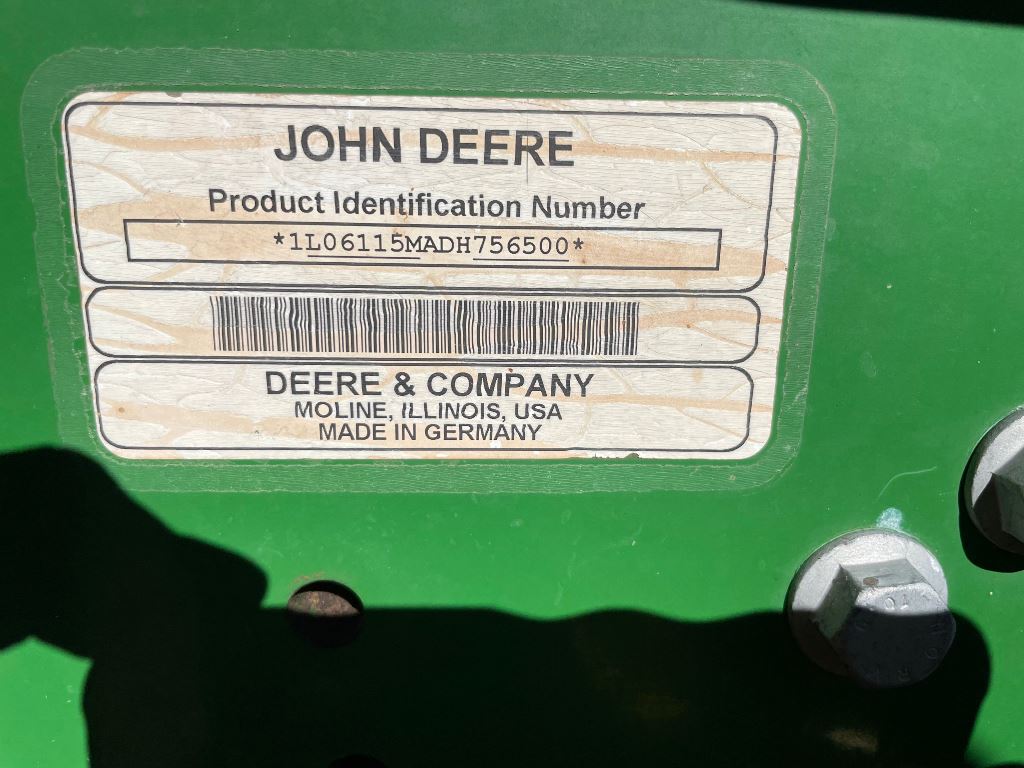 JOHN DEERE
Product Identification Number
*1L06115MADH756500*
DEERE & COMPANY
MOLINE, ILLINOIS, USA
MADE IN GERMANY